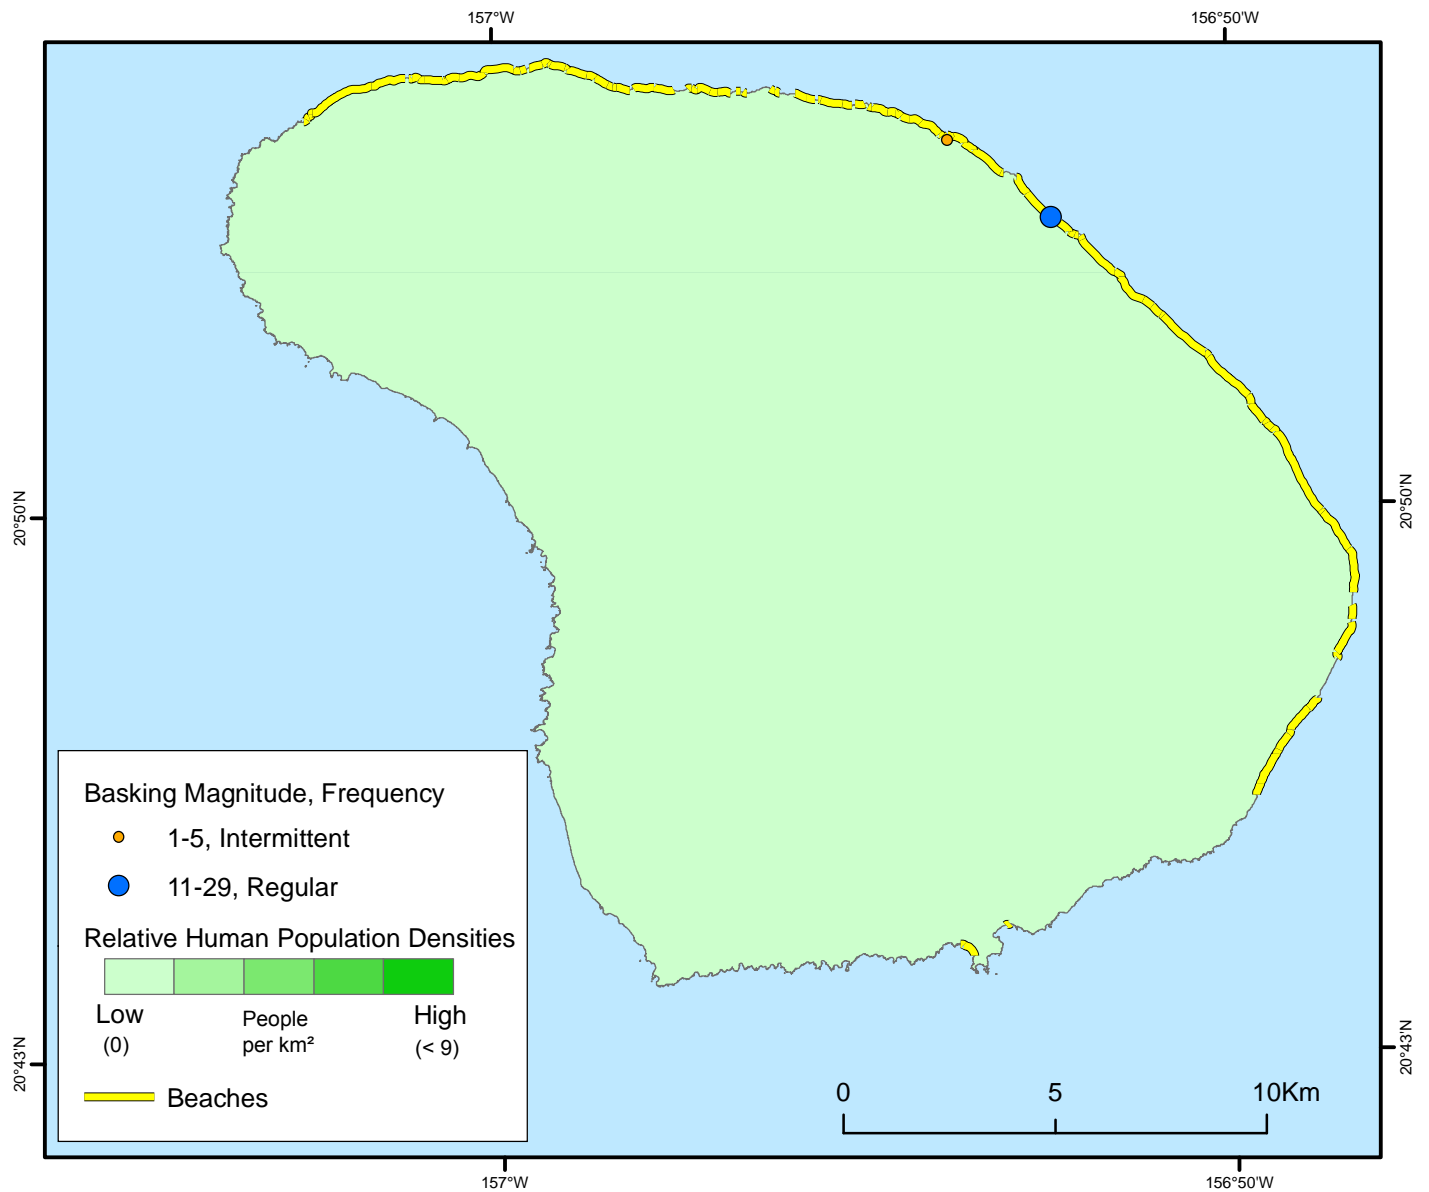 157°W
156°50'W
20°50'N
20°50'N
Basking Magnitude, Frequency
1-5, Intermittent
11-29, Regular
Relative Human Population Densities
Low
People
High
(0)
per km²
(< 9)
Beaches
20°43'N
20°43'N
0
5
10Km
157°W
156°50'W